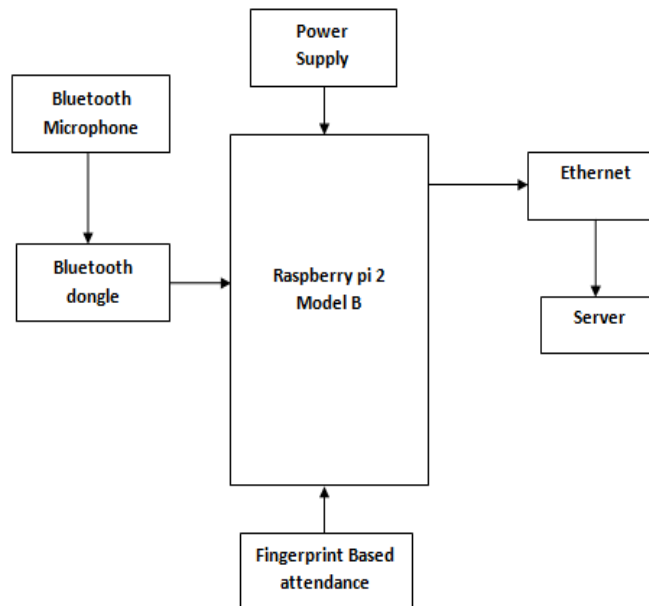 Power
Supply
Bluetooth
Microphone
Ethernet
Bluetooth
dongle
Raspberry pi 2
Model B
Server
Fingerprint Based
attendance